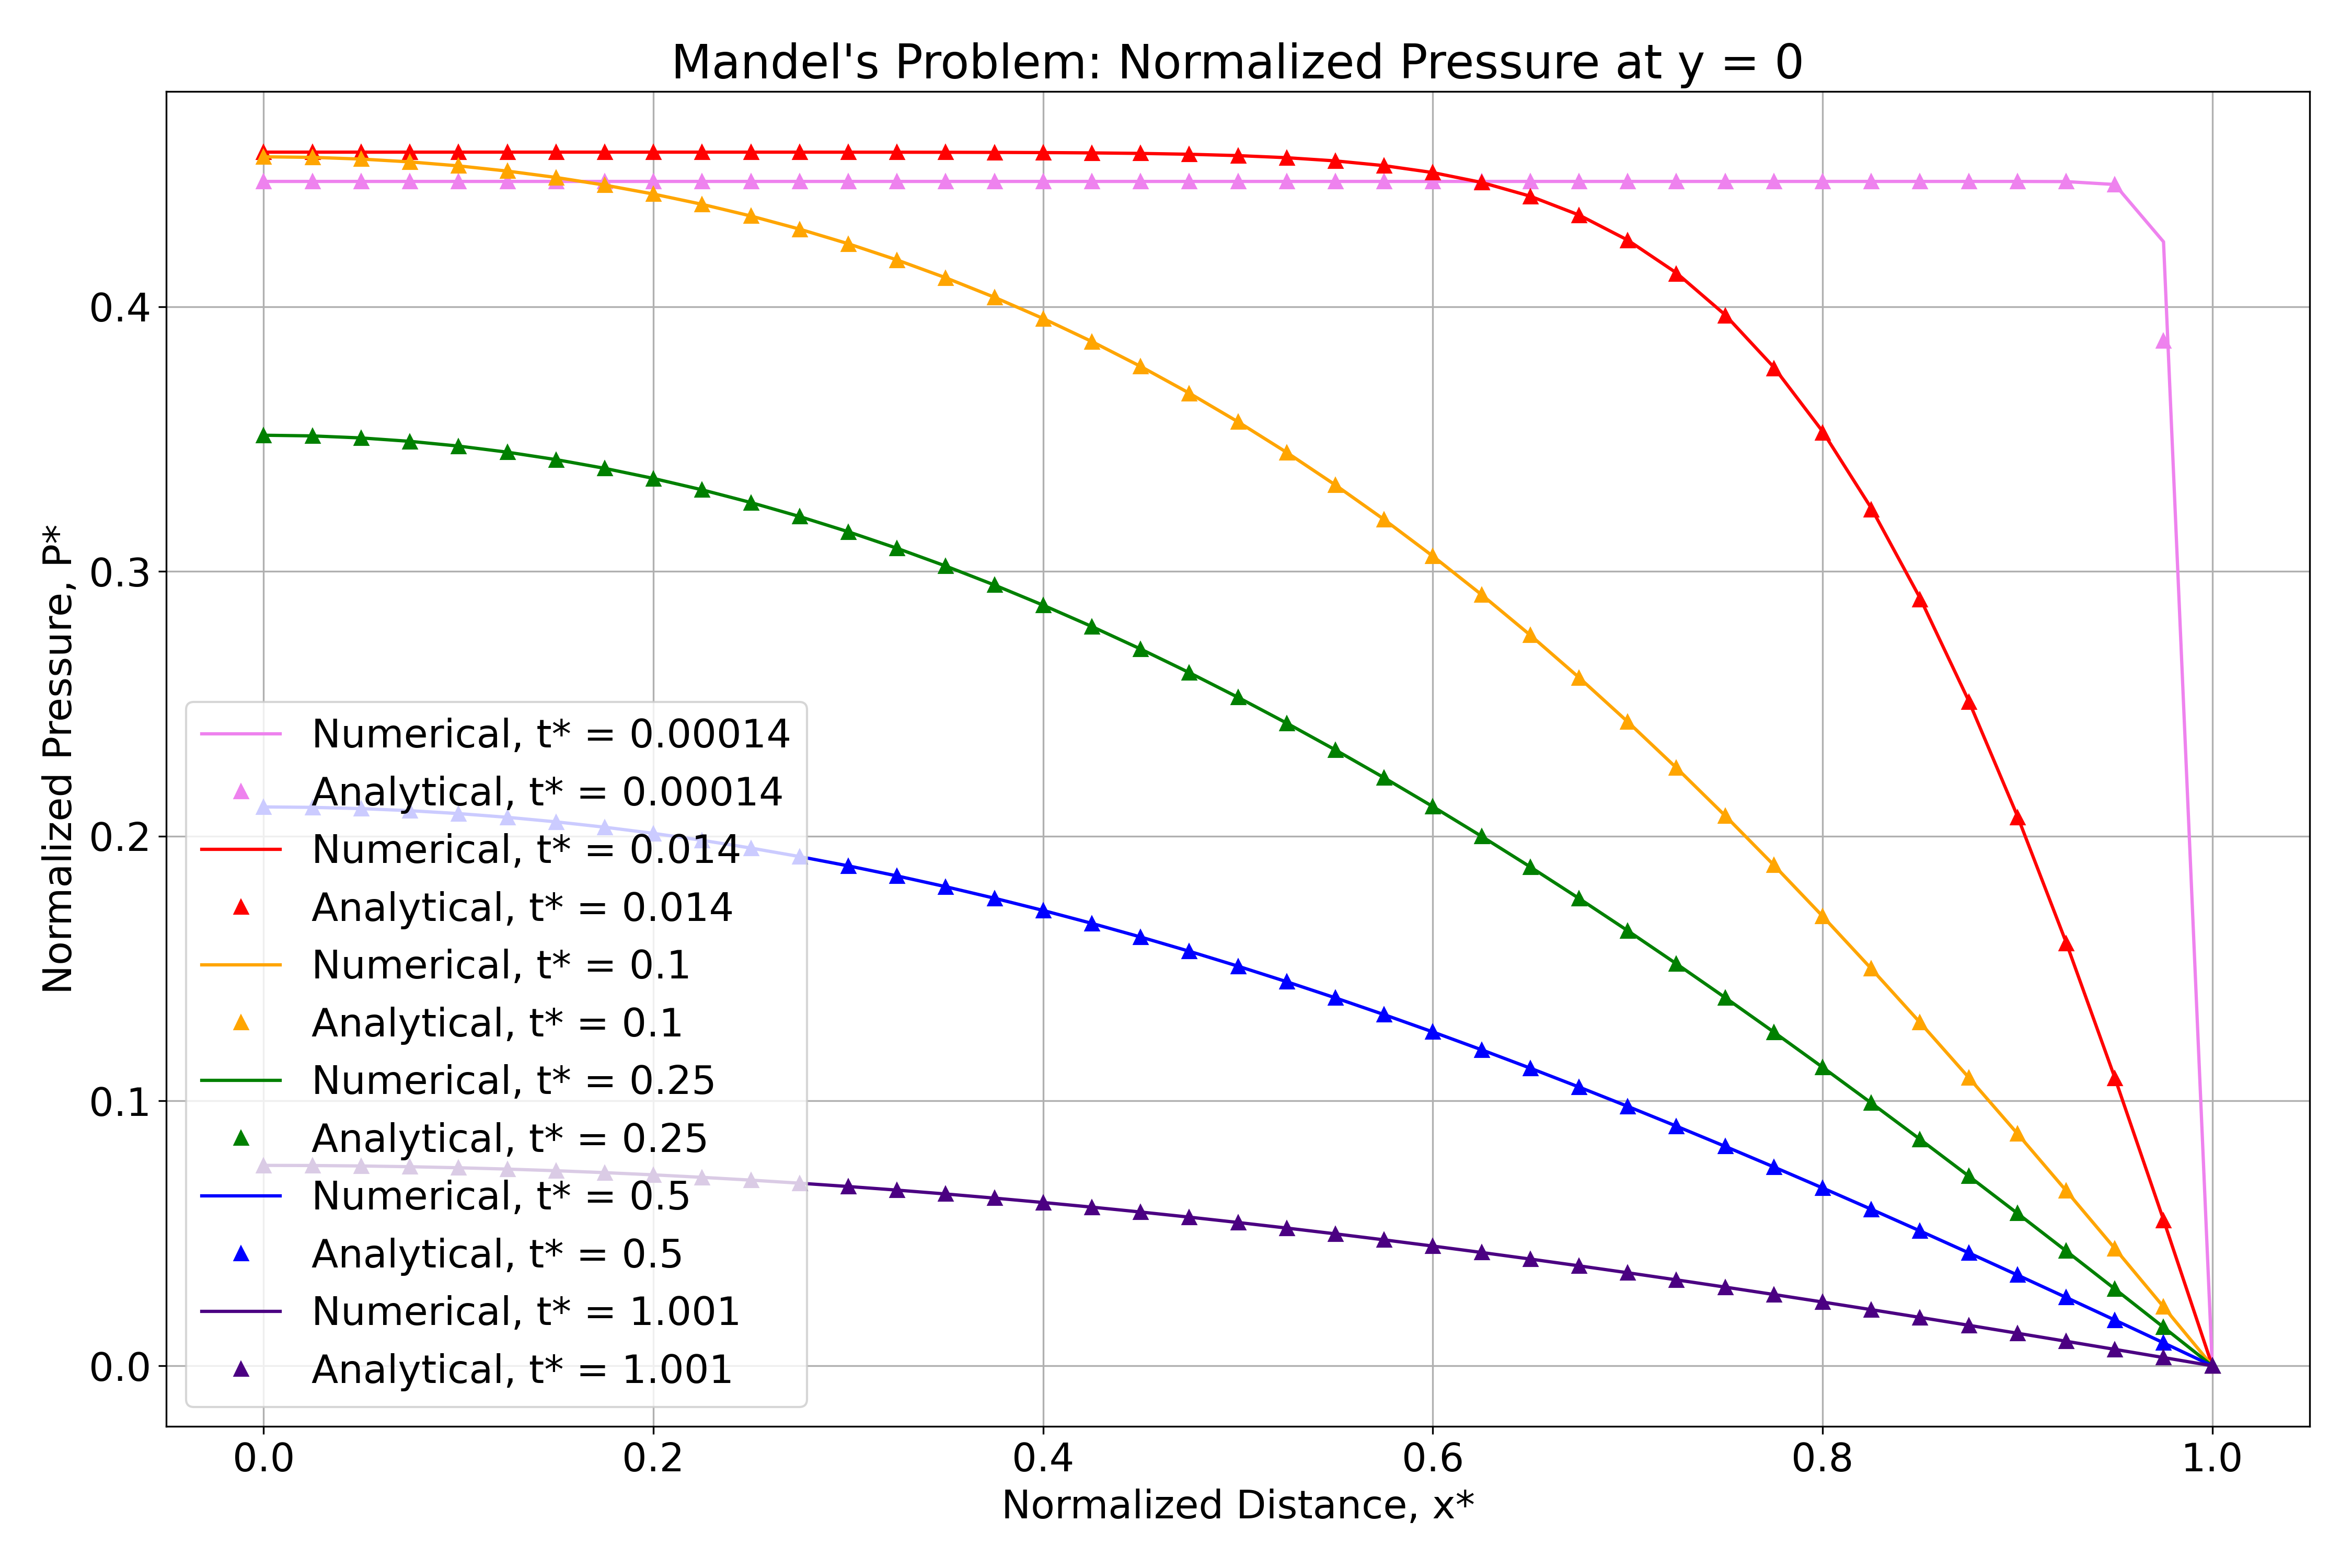 Mandel's Problem: Normalized Pressure at y = 0
Normalized Pressure, P*
0.4
0.3
0.2
0.1
0.0
Numerical, t* = 0.00014
Analytical, t* = 0.00014
Numerical, t* = 0.014
Analytical, t* = 0.014
Numerical, t* = 0.1
Analytical, t* = 0.1
Numerical, t* = 0.25
Analytical, t* = 0.25
Numerical, t* = 0.5
Analytical, t* = 0.5
Numerical, t* = 1.001
Analytical, t* = 1.001
0.0 0.2 0.4 0.6 0.8 1.0
Normalized Distance, x*